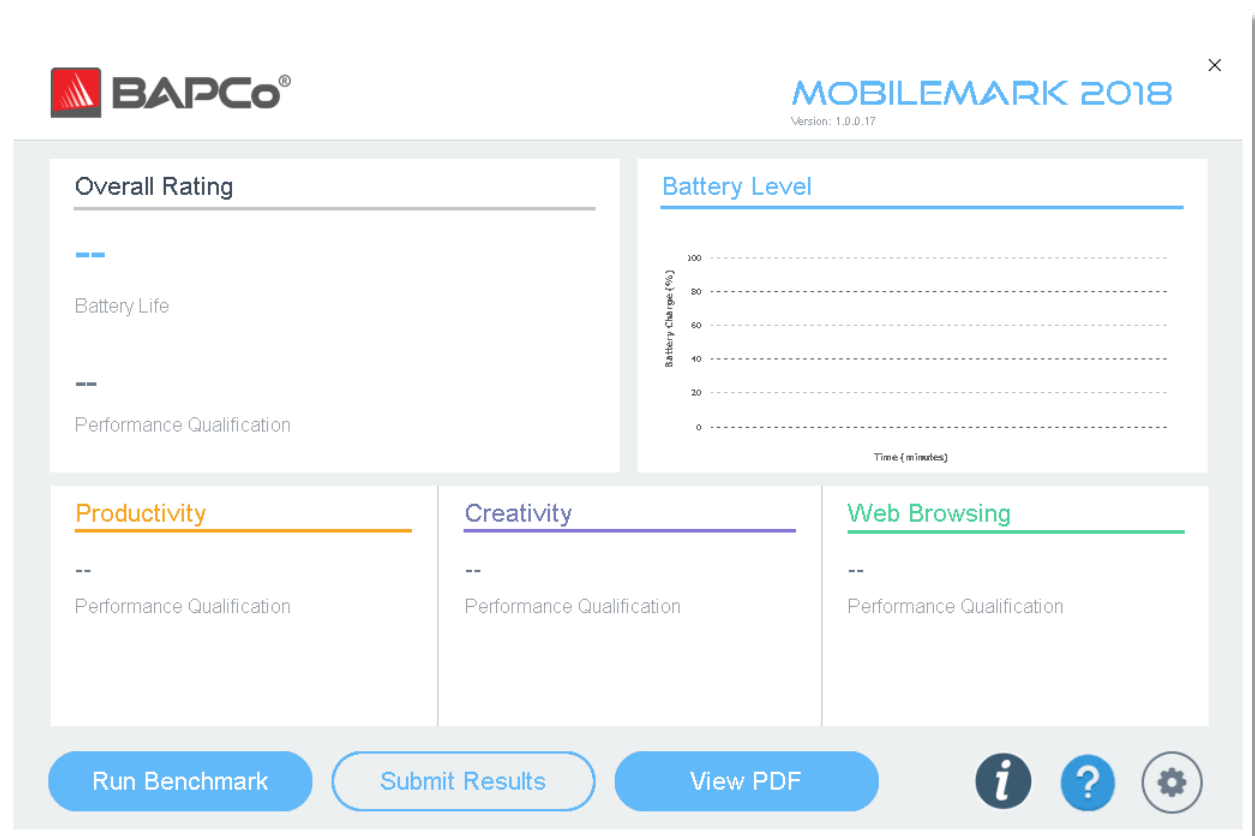 BAPCo®
MOBILEMARK 2018
Version: 1.0.0.17
Overall Rating
--
Battery Life
--
Performance Qualification
Battery Level
Battery Charge (%)
100
80
60
40
20
0
Time (minutes)
Productivity
--
Performance Qualification
Creativity
--
Performance Qualification
Web Browsing
--
Performance Qualification
Run Benchmark
Submit Results
View PDF
i
?